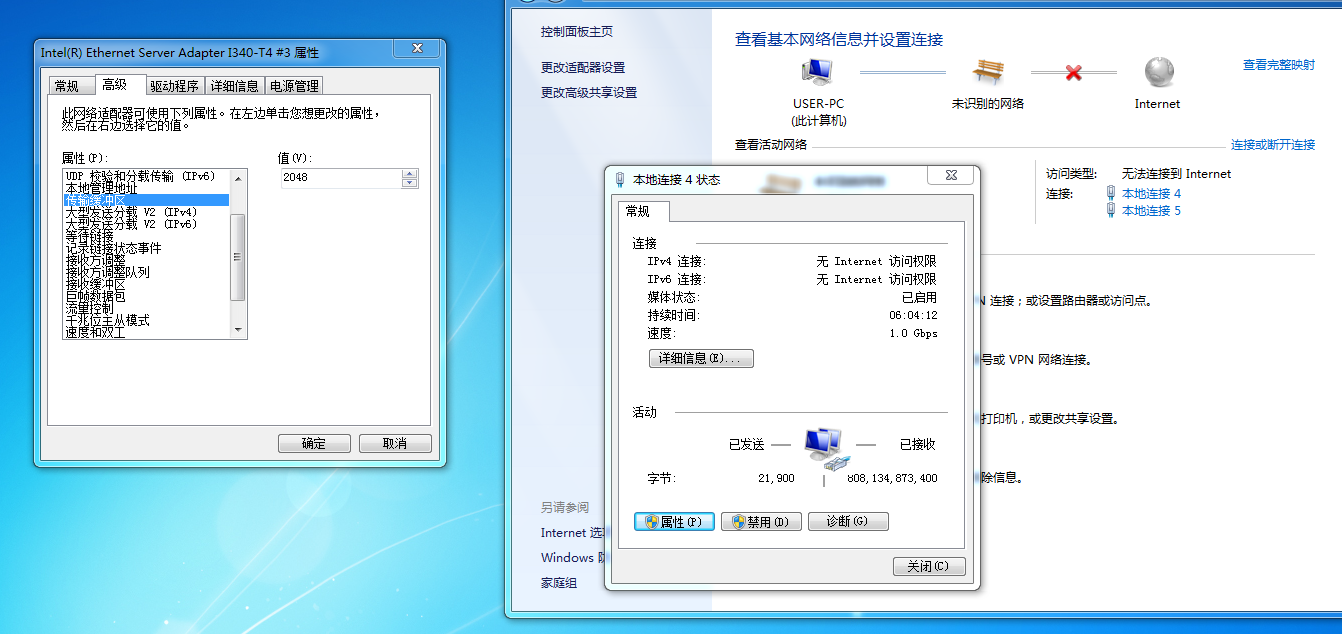 Intel(R) Ethernet Server Adapter I340-T4 #3 属性
常规
高级
驱动程序
详细信息
电源管理
此网络适配器可使用下列属性。在左边单击您想更改的属性，
然后在右边选择它的值。
属性(P):
值(V):
UDP 校验和分载传输 (IPv6)
本地管理地址
传输缓冲区
大型发送分载 V2 (IPv4)
大型发送分载 V2 (IPv6)
等待链接
记录链接状态事件
接收方调整
接收方调整队列
接收缓冲区
巨帧数据包
流量控制
千兆位主从模式
速度和双工
2048
确定
取消
控制面板主页
更改适配器设置
更改高级共享设置
另请参阅
Internet 选
Windows 防
家庭组
查看基本网络信息并设置连接
查看完整映射
USER-PC
(此计算机)
未识别的网络
Internet
查看活动网络
连接或断开连接
访问类型:
无法连接到 Internet
连接:
本地连接 4
本地连接 5
连接；或设置路由器或访问点。
号或 VPN 网络连接。
打印机，或更改共享设置。
除信息。
本地连接 4 状态
常规
连接
IPv4 连接:
无 Internet 访问权限
IPv6 连接:
无 Internet 访问权限
媒体状态:
已启用
持续时间:
06:04:12
速度:
1.0 Gbps
详细信息(E)...
活动
已发送
已接收
字节:
21,900
808,134,873,400
属性(P)
禁用(D)
诊断(G)
关闭(C)